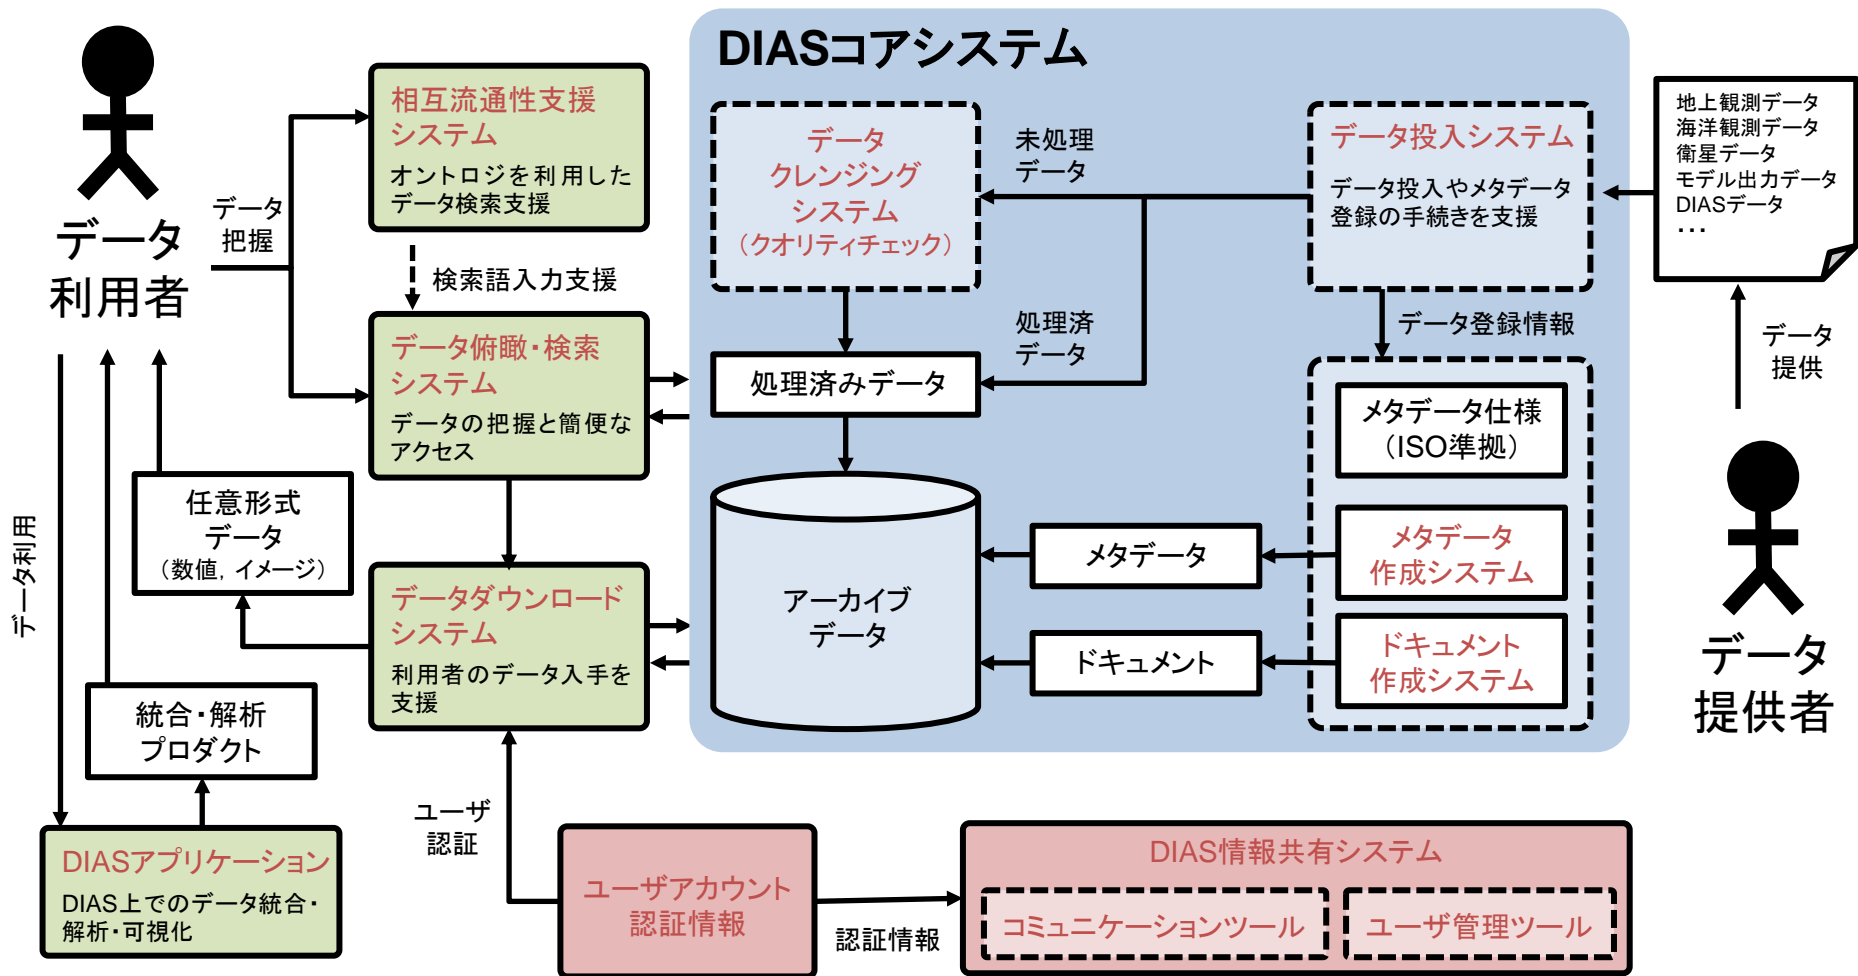 DIASコアシステム
データ
利用者
データ
把握
相互流通性支援
システム
オントロジを利用した
データ検索支援
検索語入力支援
データ俯瞰・検索
システム
データの把握と簡便な
アクセス
データダウンロード
システム
利用者のデータ入手を
支援
任意形式
データ
（数値，イメージ）
統合・解析
プロダクト
データ利用
DIASアプリケーション
DIAS上でのデータ統合・
解析・可視化
データ
クレンジング
システム
（クオリティチェック）
未処理
データ
処理済
データ
処理済みデータ
アーカイブ
データ
データ投入システム
データ投入やメタデータ
登録の手続きを支援
データ登録情報
メタデータ仕様
（ISO準拠）
メタデータ
作成システム
ドキュメント
作成システム
メタデータ
ドキュメント
地上観測データ
海洋観測データ
衛星データ
モデル出力データ
DIASデータ
・・・
データ
提供
データ
提供者
ユーザ
認証
ユーザアカウント
認証情報
認証情報
DIAS情報共有システム
コミュニケーションツール
ユーザ管理ツール